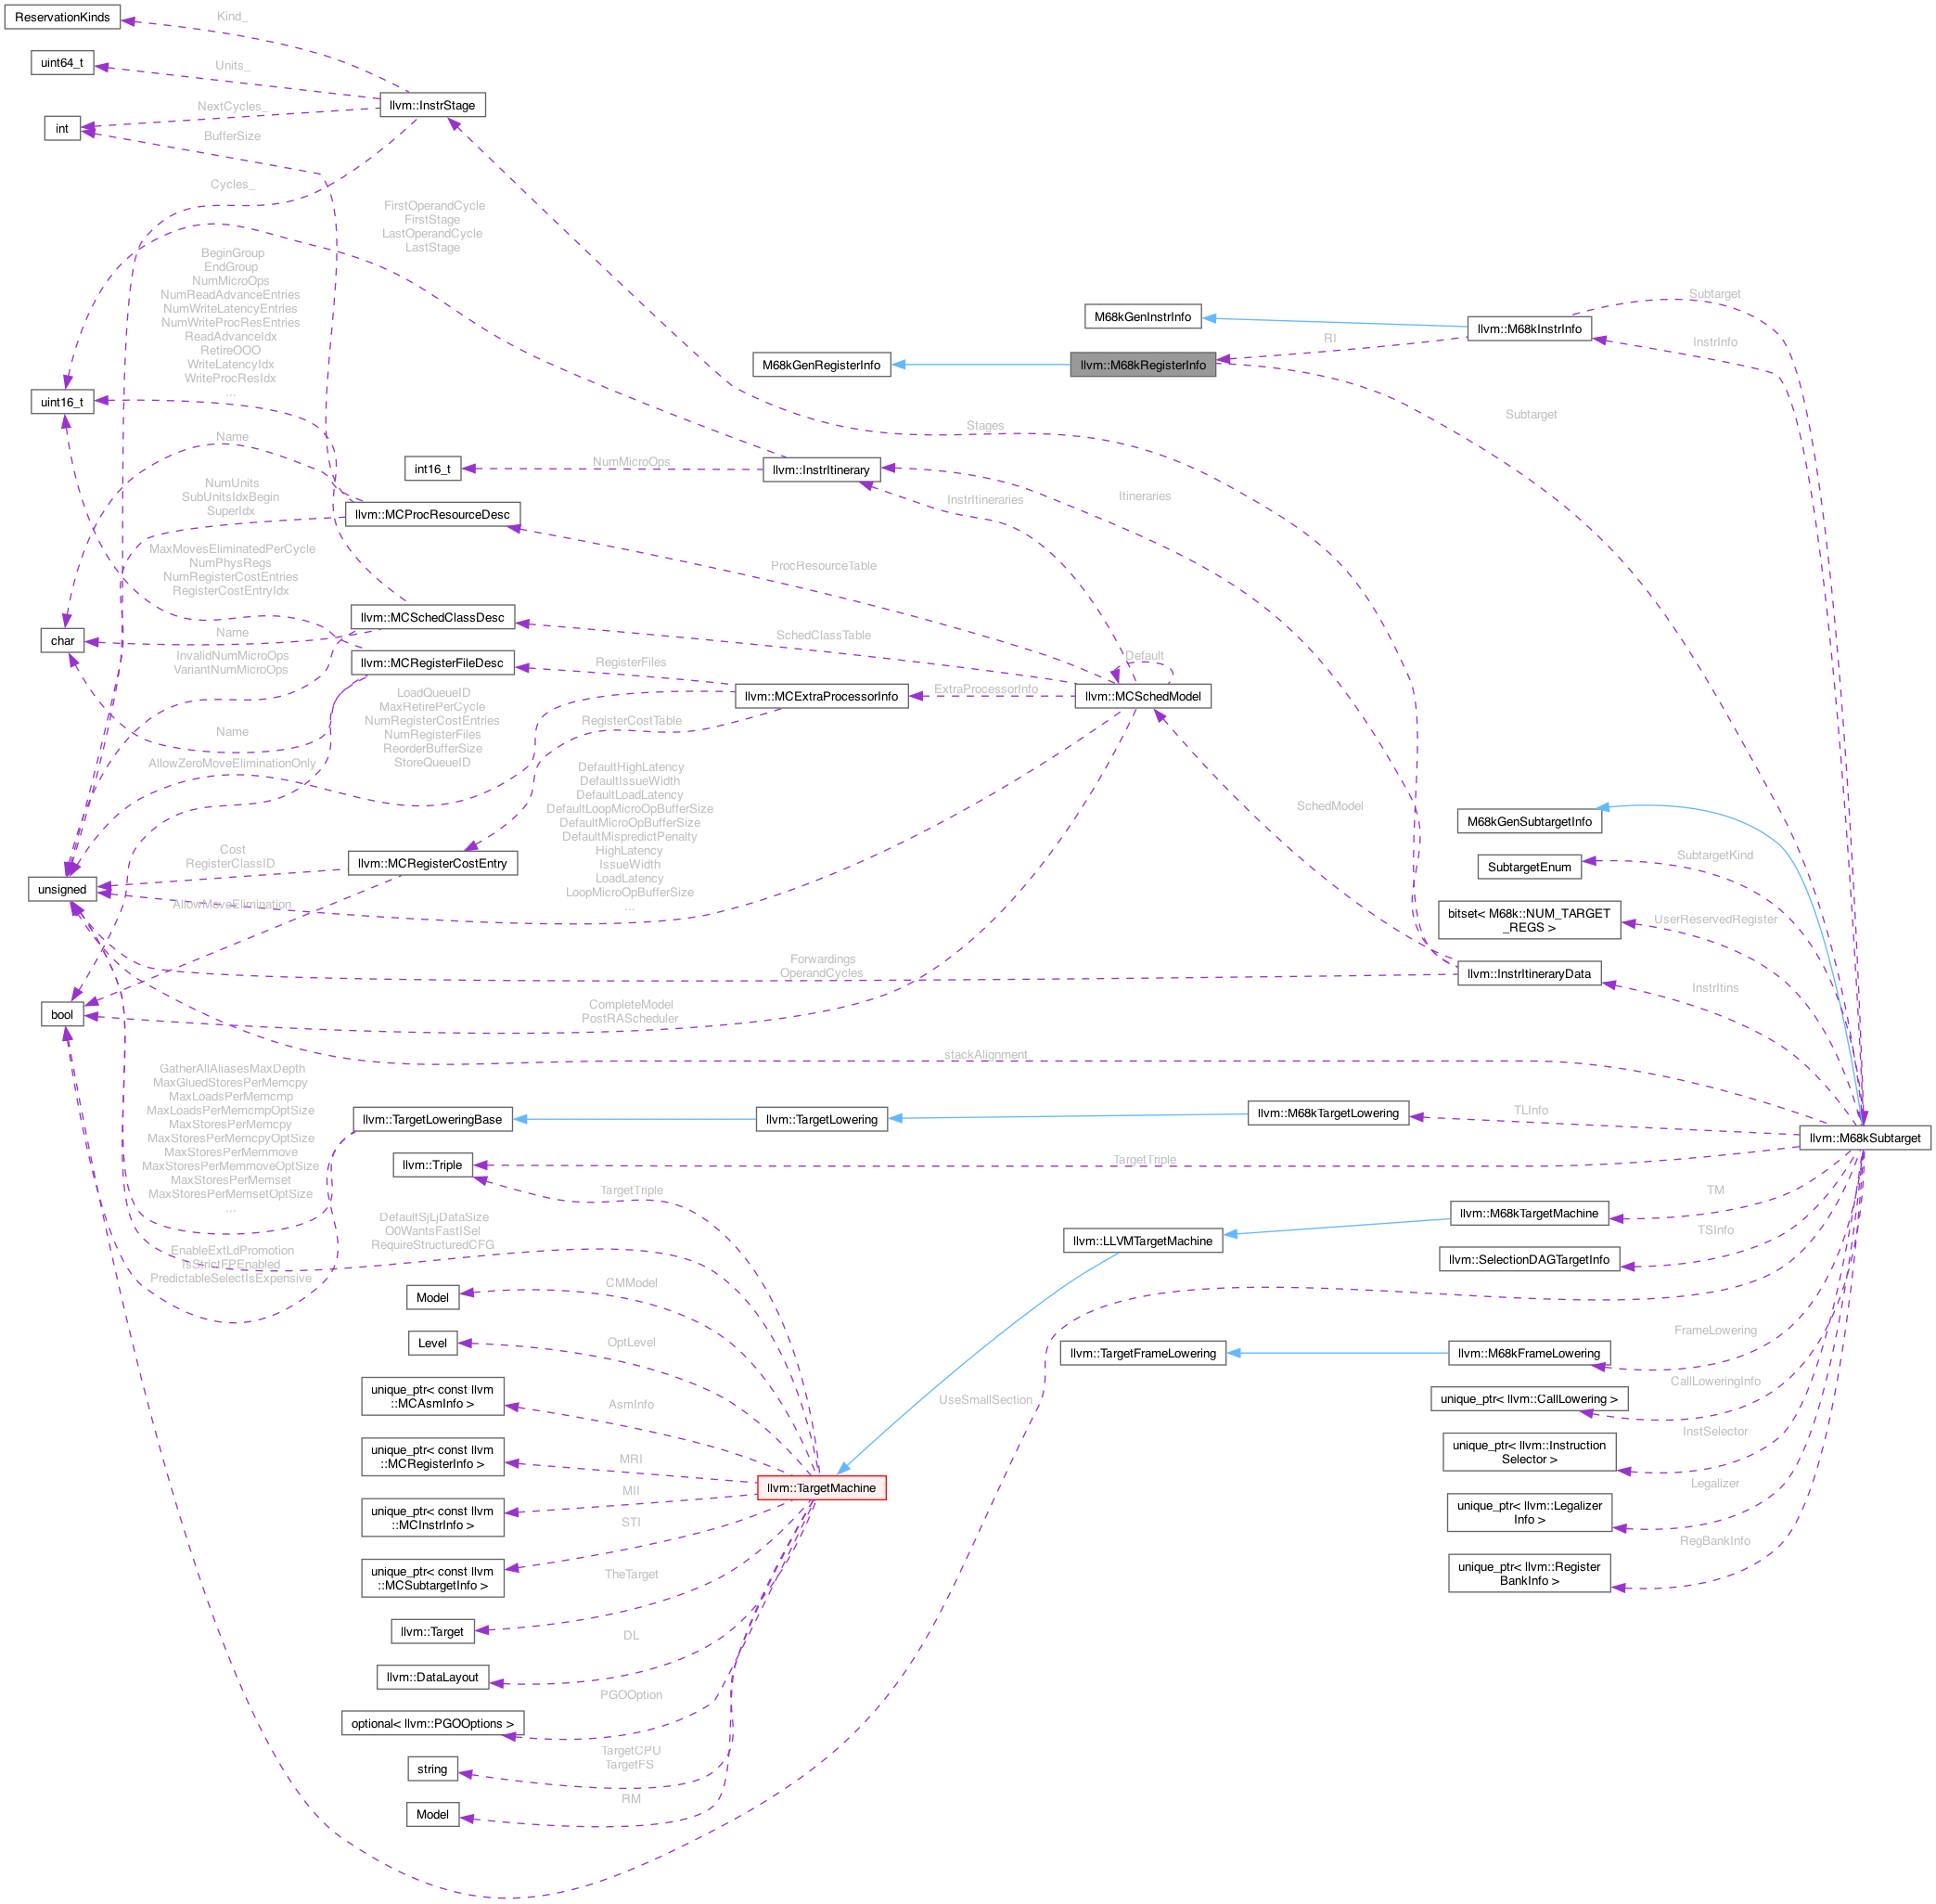 ReservationKinds
Kind_
uint64_t
Units_
llvm::InstrStage
NextCycles_
int
BufferSize
Cycles_
FirstOperandCycle
FirstStage
LastOperandCycle
LastStage
BeginGroup
EndGroup
NumMicroOps
NumReadAdvanceEntries
NumWriteLatencyEntries
NumWriteProcResEntries
ReadAdvanceIdx
RetireOOO
WriteLatencyIdx
WriteProcResIdx
...
Subtarget
M68kGenInstrInfo
llvm::M68kInstrInfo
RI
InstrInfo
M68kGenRegisterInfo
llvm::M68kRegisterInfo
uint16_t
Subtarget
Stages
Name
int16_t
NumMicroOps
llvm::InstrItinerary
InstrItineraries
Itineraries
NumUnits
SubUnitsIdxBegin
SuperIdx
llvm::MCProcResourceDesc
MaxMovesEliminatedPerCycle
NumPhysRegs
NumRegisterCostEntries
RegisterCostEntryIdx
ProcResourceTable
llvm::MCSchedClassDesc
char
Name
SchedClassTable
InvalidNumMicroOps
VariantNumMicroOps
llvm::MCRegisterFileDesc
RegisterFiles
Default
LoadQueueID
MaxRetirePerCycle
NumRegisterCostEntries
NumRegisterFiles
ReorderBufferSize
StoreQueueID
llvm::MCExtraProcessorInfo
ExtraProcessorInfo
llvm::MCSchedModel
Name
RegisterCostTable
AllowZeroMoveEliminationOnly
DefaultHighLatency
DefaultIssueWidth
DefaultLoadLatency
DefaultLoopMicroOpBufferSize
DefaultMicroOpBufferSize
DefaultMispredictPenalty
HighLatency
IssueWidth
LoadLatency
LoopMicroOpBufferSize
...
SchedModel
M68kGenSubtargetInfo
Cost
RegisterClassID
llvm::MCRegisterCostEntry
SubtargetKind
SubtargetEnum
unsigned
AllowMoveElimination
bitset< M68k::NUM_TARGET
_REGS >
UserReservedRegister
Forwardings
OperandCycles
llvm::InstrItineraryData
InstrItins
bool
CompleteModel
PostRAScheduler
stackAlignment
GatherAllAliasesMaxDepth
MaxGluedStoresPerMemcpy
MaxLoadsPerMemcmp
MaxLoadsPerMemcmpOptSize
MaxStoresPerMemcpy
MaxStoresPerMemcpyOptSize
MaxStoresPerMemmove
MaxStoresPerMemmoveOptSize
MaxStoresPerMemset
MaxStoresPerMemsetOptSize
...
llvm::TargetLoweringBase
llvm::TargetLowering
llvm::M68kTargetLowering
TLInfo
llvm::M68kSubtarget
llvm::Triple
TargetTriple
TargetTriple
TM
DefaultSjLjDataSize
O0WantsFastISel
RequireStructuredCFG
llvm::M68kTargetMachine
llvm::LLVMTargetMachine
TSInfo
EnableExtLdPromotion
IsStrictFPEnabled
PredictableSelectIsExpensive
llvm::SelectionDAGTargetInfo
Model
CMModel
Level
OptLevel
FrameLowering
llvm::TargetFrameLowering
llvm::M68kFrameLowering
unique_ptr< const llvm
::MCAsmInfo >
AsmInfo
UseSmallSection
CallLoweringInfo
unique_ptr< llvm::CallLowering >
unique_ptr< const llvm
::MCRegisterInfo >
MRI
InstSelector
unique_ptr< llvm::Instruction
Selector >
llvm::TargetMachine
MII
unique_ptr< const llvm
::MCInstrInfo >
STI
Legalizer
unique_ptr< llvm::Legalizer
Info >
unique_ptr< const llvm
::MCSubtargetInfo >
TheTarget
RegBankInfo
unique_ptr< llvm::Register
BankInfo >
llvm::Target
DL
llvm::DataLayout
PGOOption
optional< llvm::PGOOptions >
TargetCPU
TargetFS
string
RM
Model